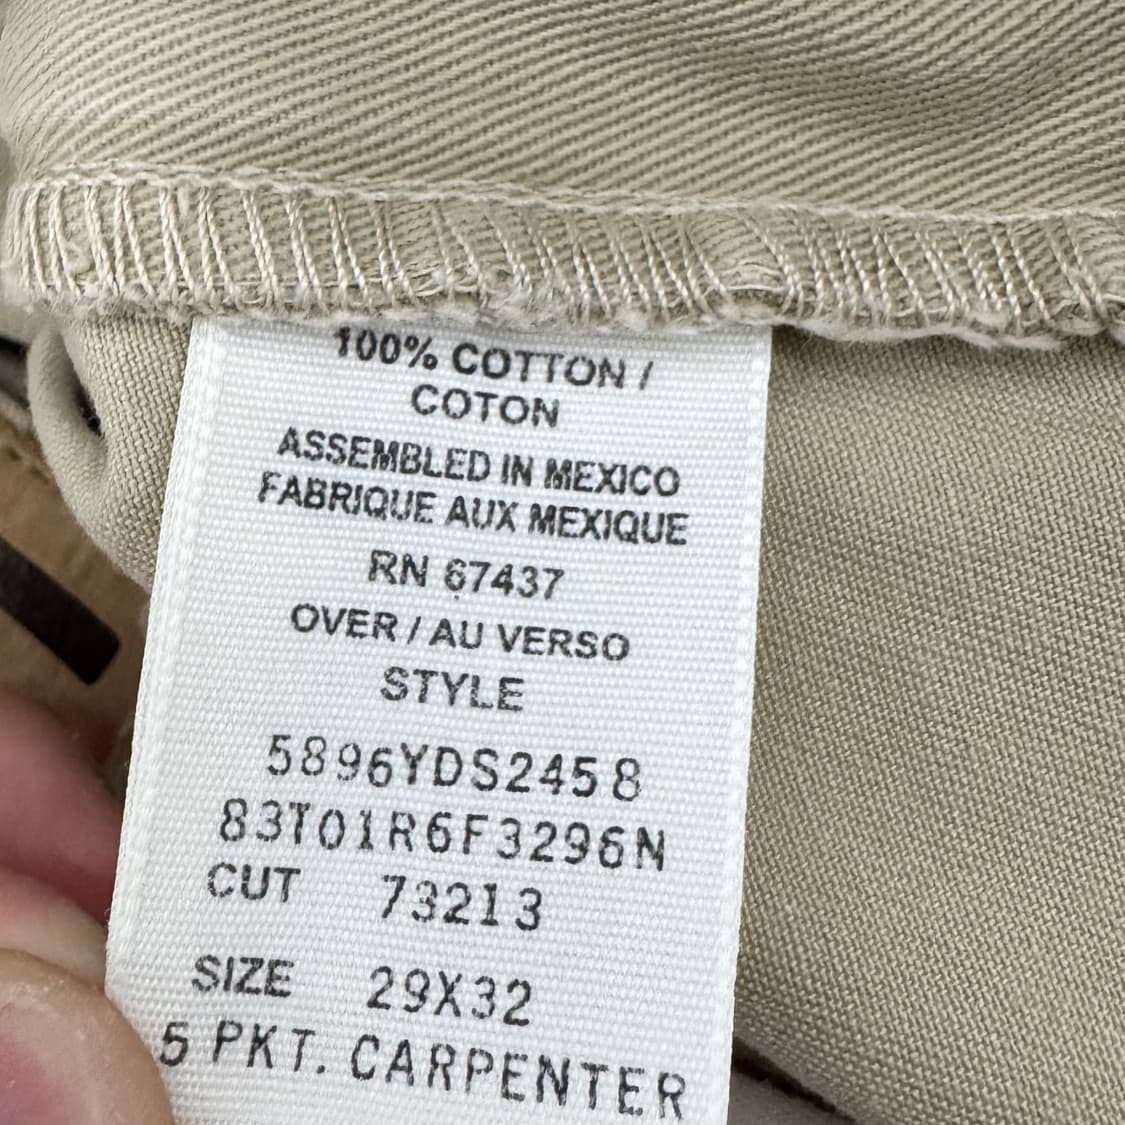 100% COTTON /
COTON
ASSEMBLED IN MEXICO
FABRIQUE AUX MEXIQUE
RN 67437
OVER / AU VERSO
STYLE
5896YDS2458
83T01R6F3296N
CUT 73213
SIZE 29X32
5 PKT. CARPENTER